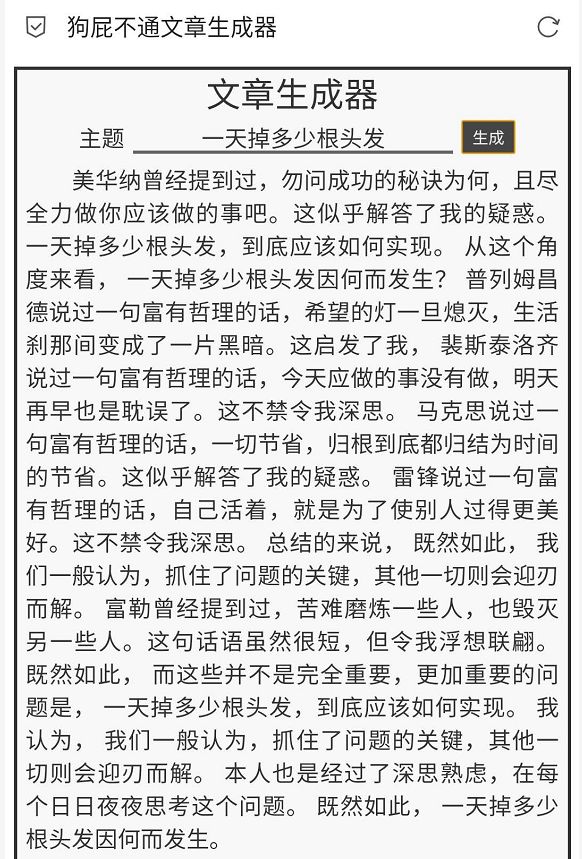 狗屁不通文章生成器
文章生成器
主题 一天掉多少根头发 生成
美华纳曾经提到过，勿问成功的秘诀为何，且尽
全力做你应该做的事吧。这似乎解答了我的疑惑。
一天掉多少根头发，到底应该如何实现。 从这个角
度来看， 一天掉多少根头发因何而发生？ 普列姆昌
德说过一句富有哲理的话，希望的灯一旦熄灭，生活
刹那间变成了一片黑暗。这启发了我， 裴斯泰洛齐
说过一句富有哲理的话，今天应做的事没有做，明天
再早也是耽误了。这不禁令我深思。 马克思说过一
句富有哲理的话，一切节省，归根到底都归结为时间
的节省。这似乎解答了我的疑惑。 雷锋说过一句富
有哲理的话，自己活着，就是为了使别人过得更美
好。这不禁令我深思。 总结的来说， 既然如此， 我
们一般认为，抓住了问题的关键，其他一切则会迎刃
而解。 富勒曾经提到过，苦难磨炼一些人，也毁灭
另一些人。这句话语虽然很短，但令我浮想联翩。
既然如此， 而这些并不是完全重要，更加重要的问
题是， 一天掉多少根头发，到底应该如何实现。 我
认为， 我们一般认为，抓住了问题的关键，其他一
切则会迎刃而解。 本人也是经过了深思熟虑，在每
个日日夜夜思考这个问题。 既然如此， 一天掉多少
根头发因何而发生。